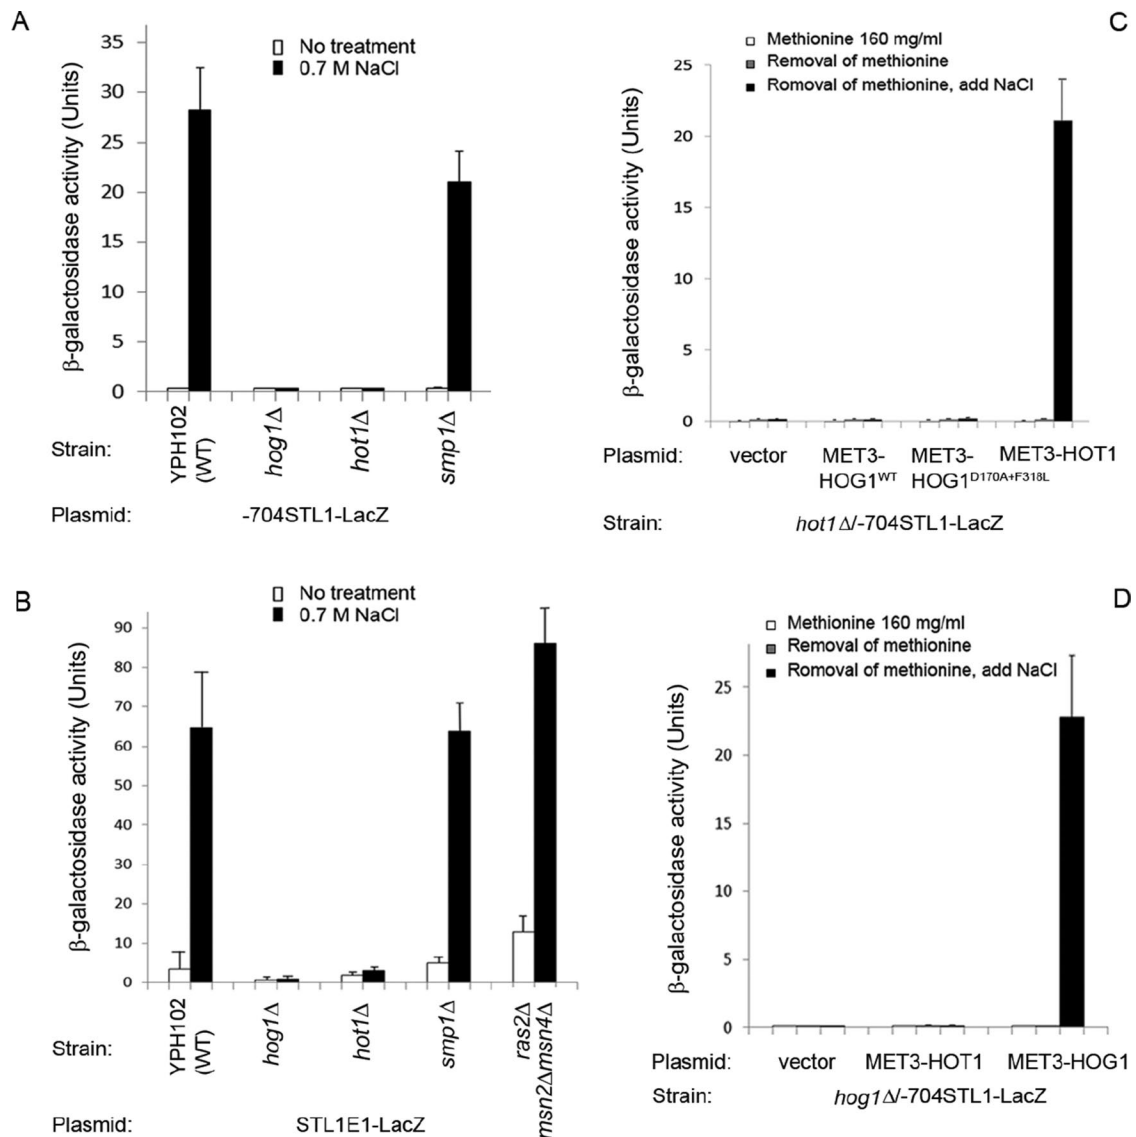 A
No treatment
0.7 M NaCl
35
30
25
20
15
10
5
0
β-galactosidase activity (Units)
Strain:
YPH102
(WT)
hog1Δ
hot1Δ
smp1Δ
Plasmid:
-704STL1-LacZ
C
Methionine 160 mg/ml
Removal of methionine
Romoval of methionine, add NaCl
25
20
15
10
5
0
β-galactosidase activity (Units)
Plasmid:
vector
MET3-
HOG1WT
MET3-
HOG1D170A+F318L
MET3-HOT1
Strain:
hot1Δ/-704STL1-LacZ
B
No treatment
0.7 M NaCl
90
80
70
60
50
40
30
20
10
0
β-galactosidase activity (Units)
Strain:
YPH102
(WT)
hog1Δ
hot1Δ
smp1Δ
ras2Δ
msn2Δmsn4Δ
Plasmid:
STL1E1-LacZ
D
Methionine 160 mg/ml
Removal of methionine
Romoval of methionine, add NaCl
25
20
15
10
5
0
β-galactosidase activity (Units)
Plasmid:
vector
MET3-HOT1
MET3-HOG1
Strain:
hog1Δ/-704STL1-LacZ